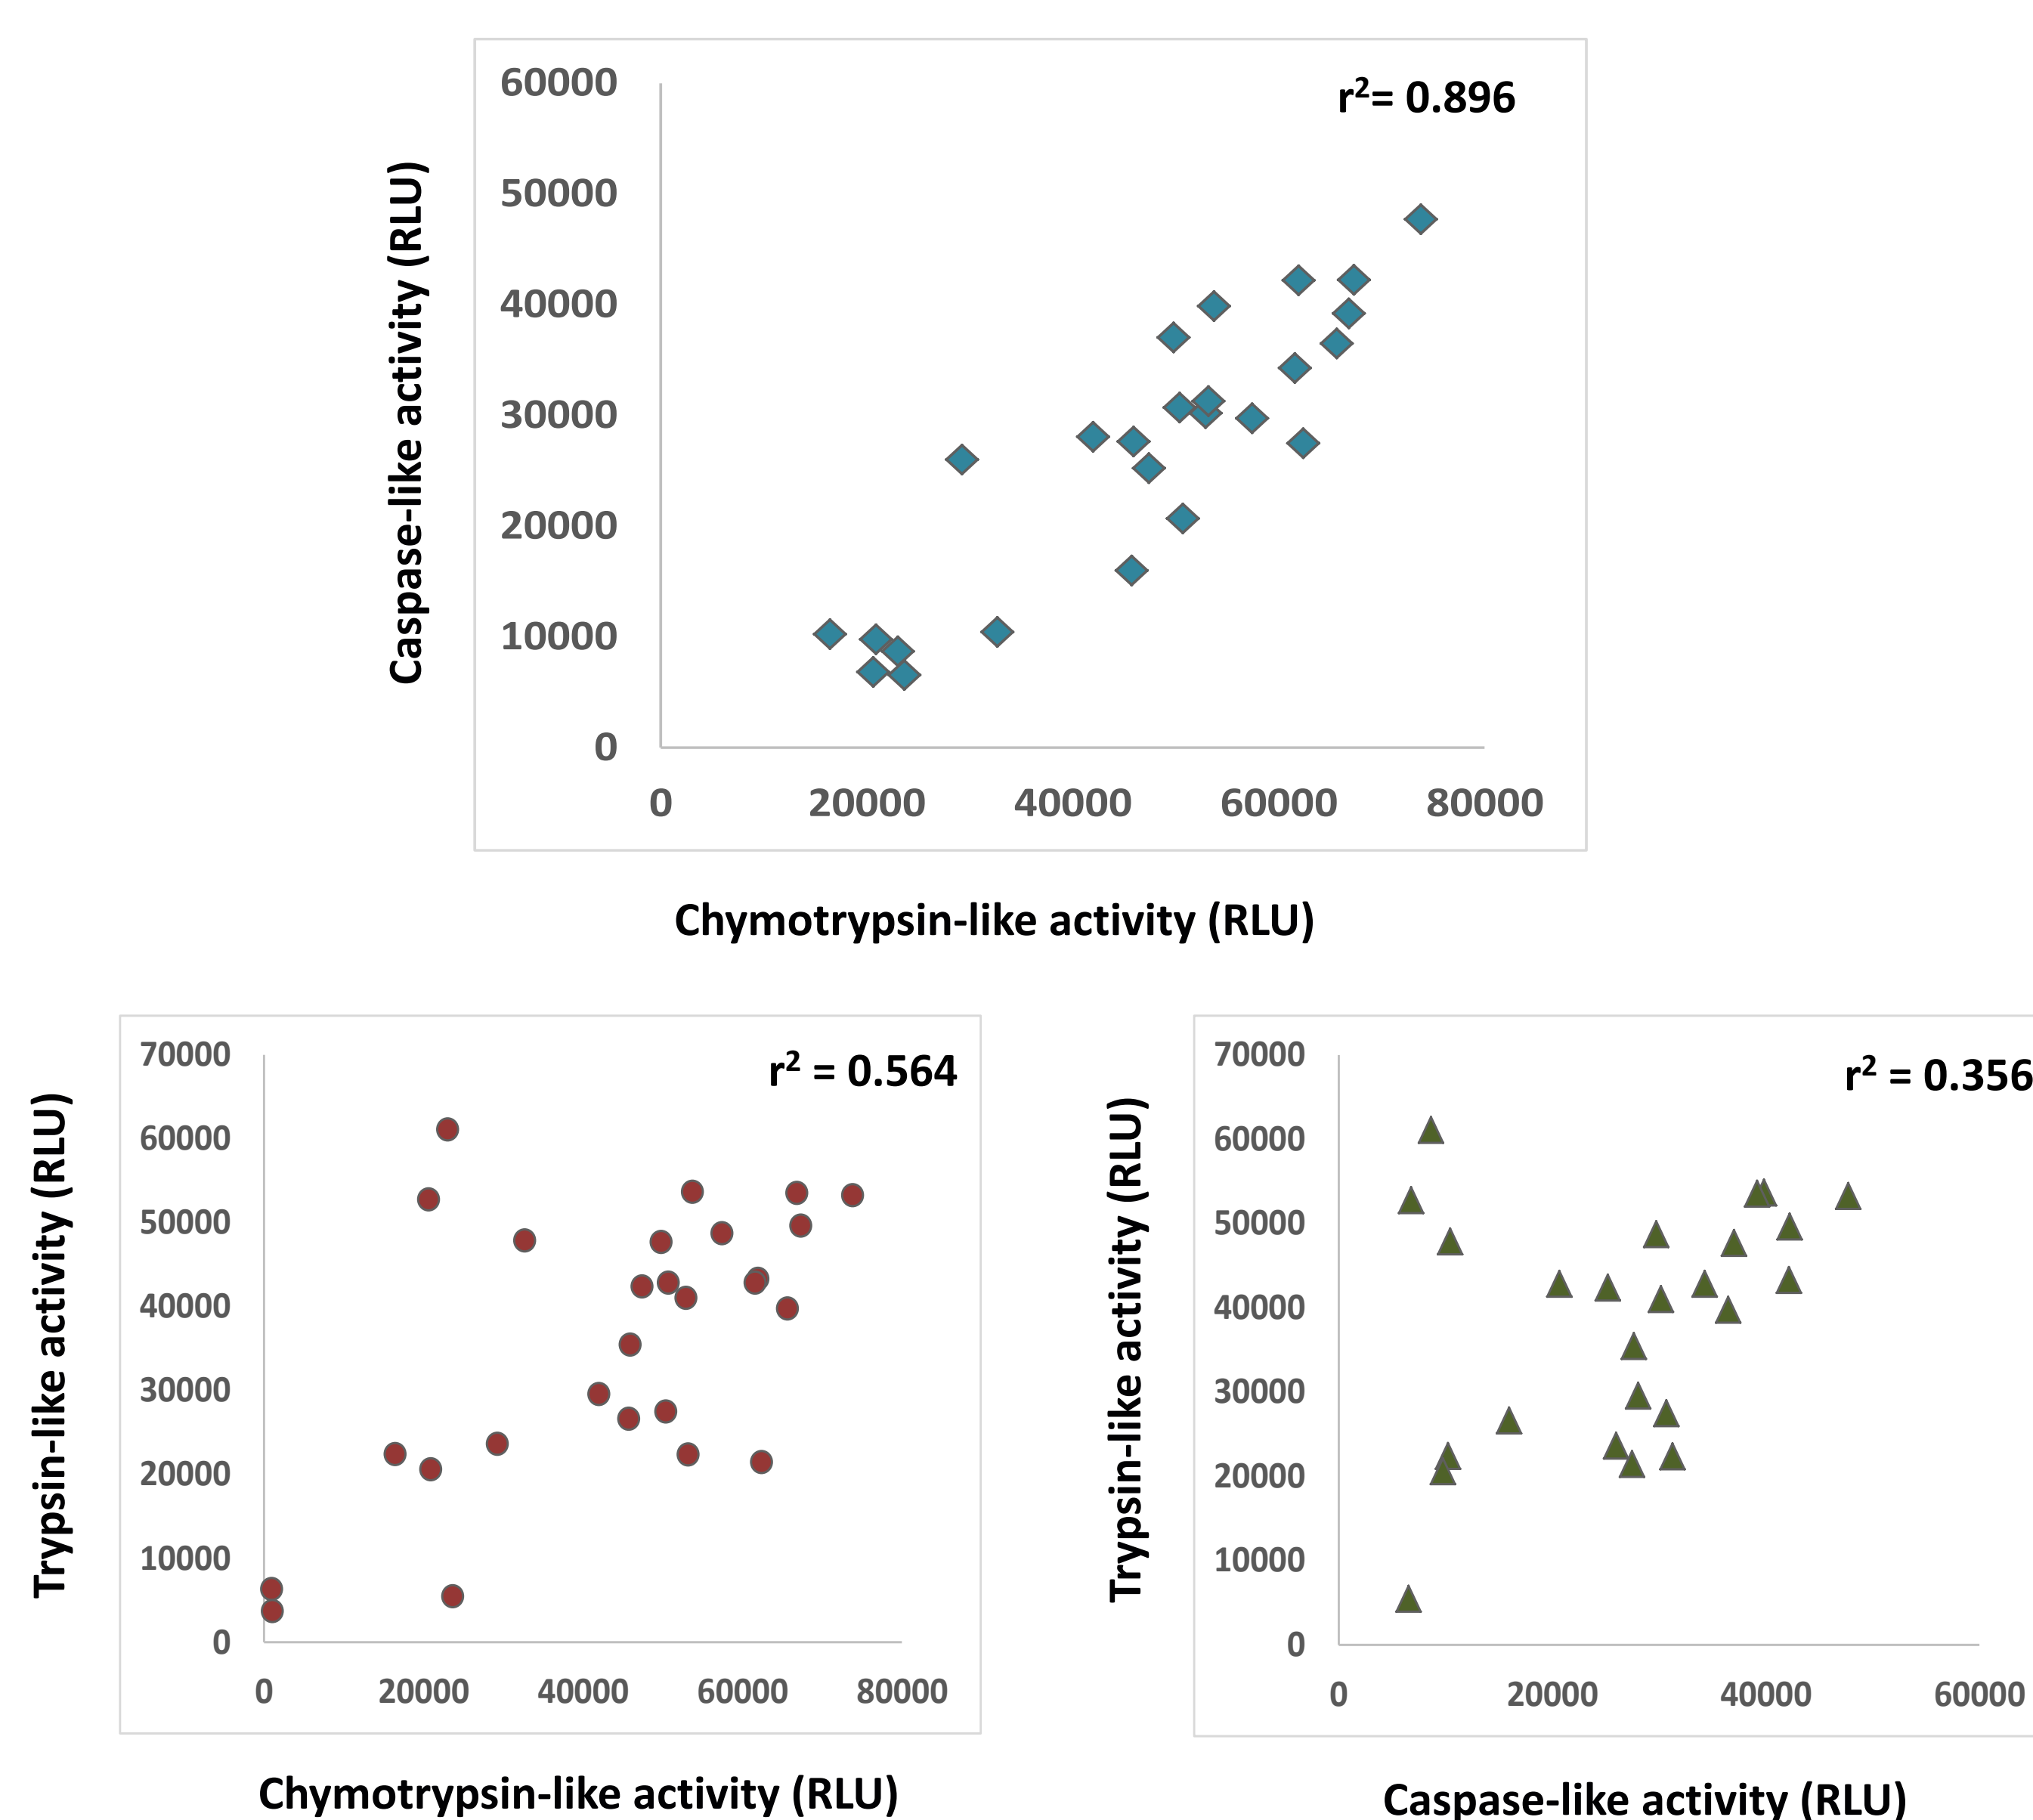 r²= 0.896
60000
50000
40000
30000
20000
10000
0
0 20000 40000 60000 80000
Caspase-like activity (RLU)
Chymotrypsin-like activity (RLU)
r² = 0.564
70000
60000
50000
40000
30000
20000
10000
0
0 20000 40000 60000 80000
Trypsin-like activity (RLU)
Chymotrypsin-like activity (RLU)
r² = 0.356
70000
60000
50000
40000
30000
20000
10000
0
0 20000 40000 60000
Trypsin-like activity (RLU)
Caspase-like activity (RLU)